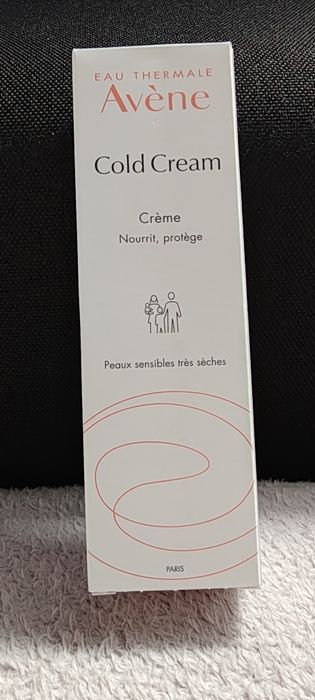 EAU THERMALE
Avène
Cold Cream
Crème
Nourrit, protège
Peaux sensibles très sèches
PARIS